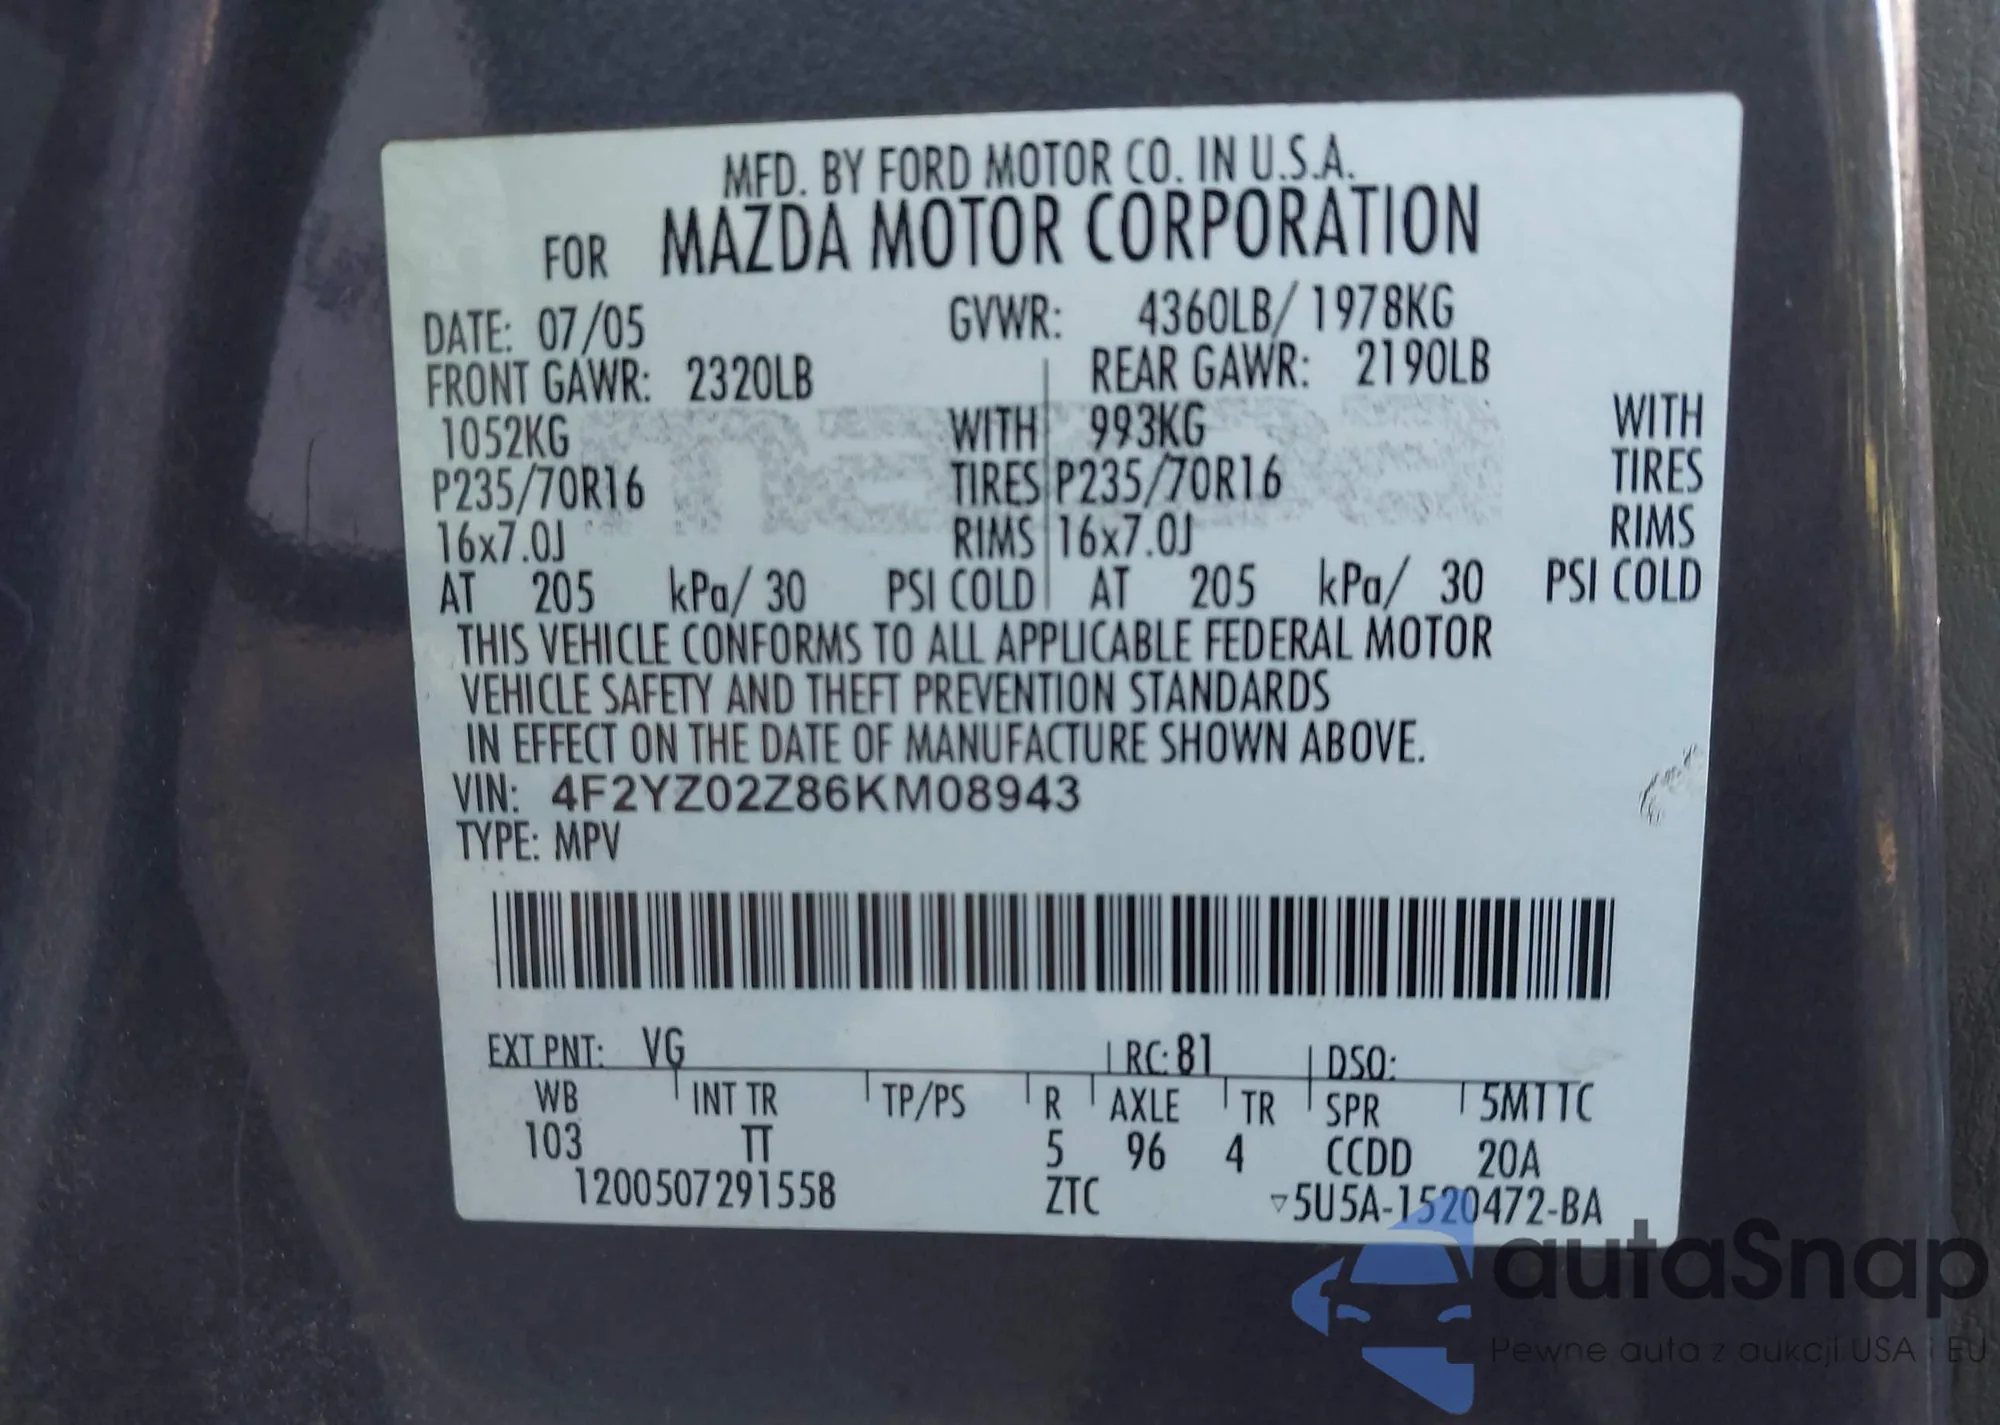 MFD. BY FORD MOTOR CO. IN U.S.A.
FOR MAZDA MOTOR CORPORATION
DATE: 07/05 GVWR: 4360LB/ 1978KG
FRONT GAWR: 2320LB REAR GAWR: 2190LB
1052KG WITH 993KG WITH
P235/70R16 TIRES P235/70R16 TIRES
16x7.0J RIMS 16x7.0J RIMS
AT 205 kPa/ 30 PSI COLD AT 205 kPa/ 30 PSI COLD
THIS VEHICLE CONFORMS TO ALL APPLICABLE FEDERAL MOTOR
VEHICLE SAFETY AND THEFT PREVENTION STANDARDS
IN EFFECT ON THE DATE OF MANUFACTURE SHOWN ABOVE.
VIN: 4F2YZ02Z86KM08943
TYPE: MPV
EXT PNT: VG RC: 81 DSO:
WB INT TR TP/PS R AXLE TR SPR 5M11C
103 TT 5 96 4 CCDD 20A
1200507291558 ZTC ▽5U5A-1520472-BA
autaSnap
Pewne auta z aukcji USA i EU